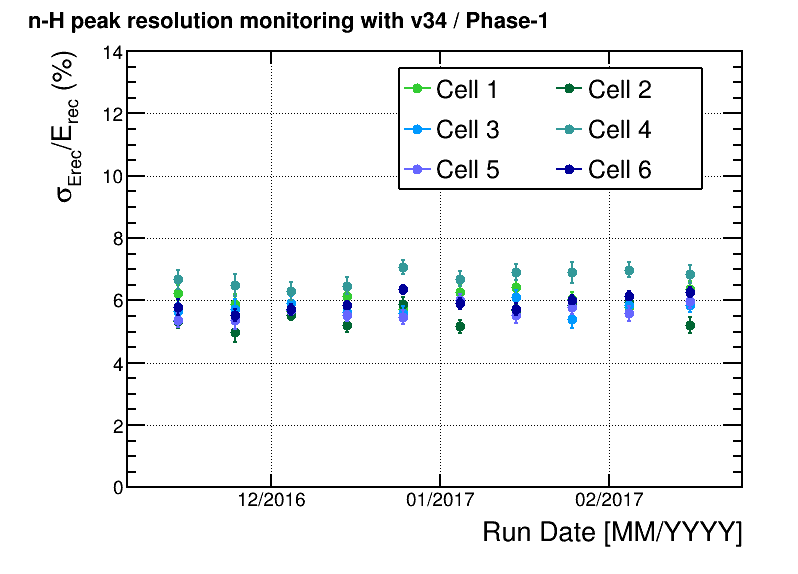 n-H peak resolution monitoring with v34 / Phase-1
σErec/Erec (%)
14
12
10
8
6
4
2
0
Cell 1 Cell 2
Cell 3 Cell 4
Cell 5 Cell 6
12/2016 01/2017 02/2017
Run Date [MM/YYYY]